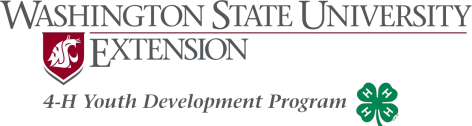 WASHINGTON STATE UNIVERSITY
EXTENSION
4-H Youth Development Program
H H
H H